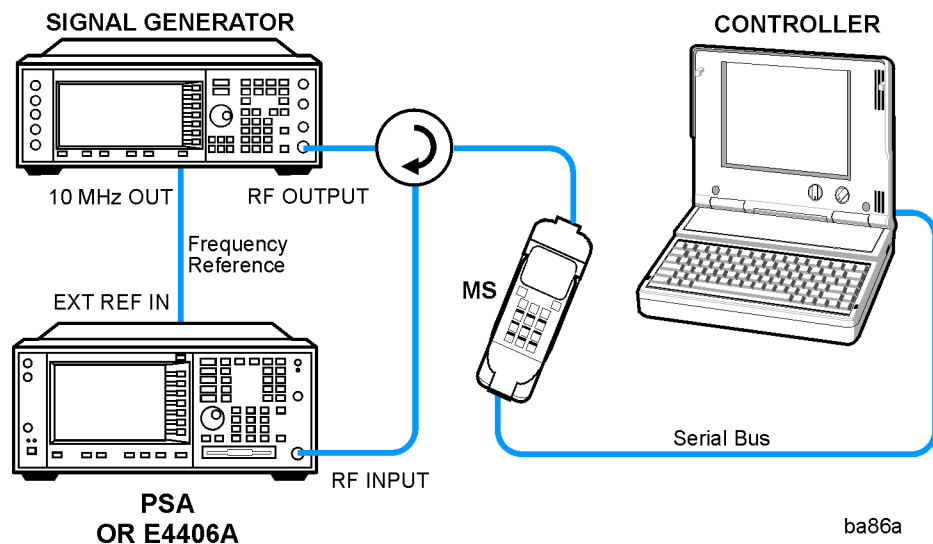 SIGNAL GENERATOR
CONTROLLER
10 MHz OUT
RF OUTPUT
Frequency
Reference
MS
EXT REF IN
Serial Bus
RF INPUT
PSA
OR E4406A
ba86a